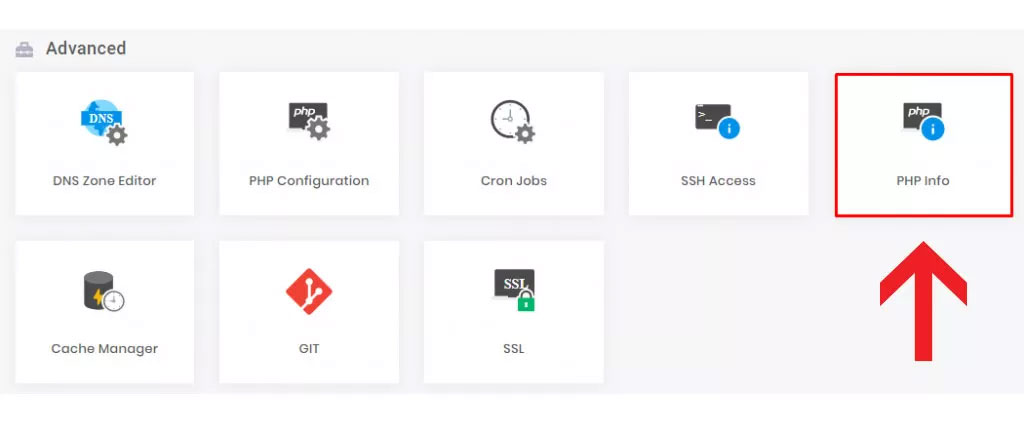 Advanced
DNS
php
>_
php
DNS Zone Editor
PHP Configuration
Cron Jobs
SSH Access
PHP Info
SSL
Cache Manager
GIT
SSL